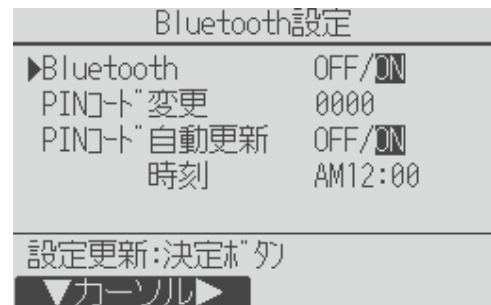 Bluetooth設定
▶Bluetooth OFF/ON
PINコード変更 0000
PINコード自動更新 OFF/ON
時刻 AM12:00
設定更新:決定ボタン
▼カーソル▶